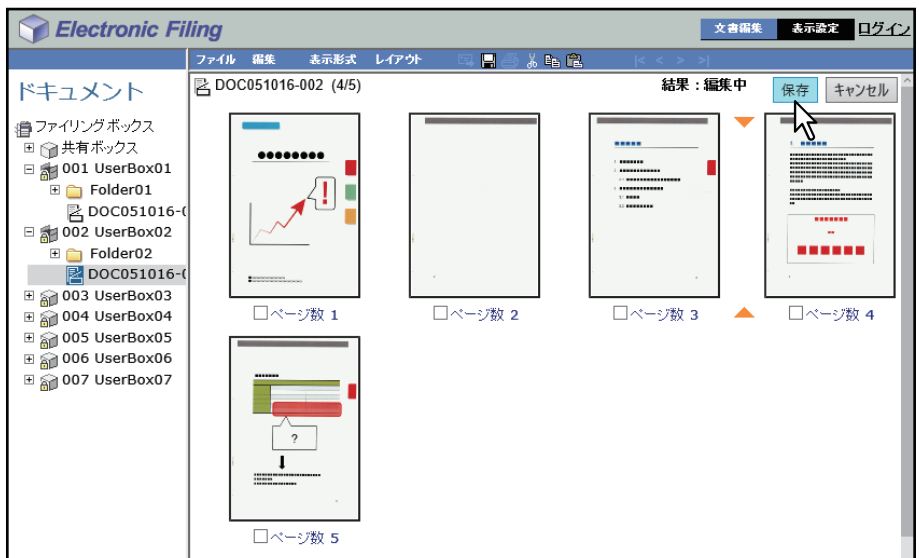 Electronic Filing
文書編集 表示設定 ログイン
ファイル 編集 表示形式 レイアウト |< < > >|
ドキュメント
ファイリングボックス
共有ボックス
001 UserBox01
Folder01
DOC051016-0
002 UserBox02
Folder02
DOC051016-0
003 UserBox03
004 UserBox04
005 UserBox05
006 UserBox06
007 UserBox07
DOC051016-002 (4/5) 結果：編集中 保存 キャンセル
!
ページ数 1 ページ数 2 ページ数 3 ページ数 4
?
ページ数 5